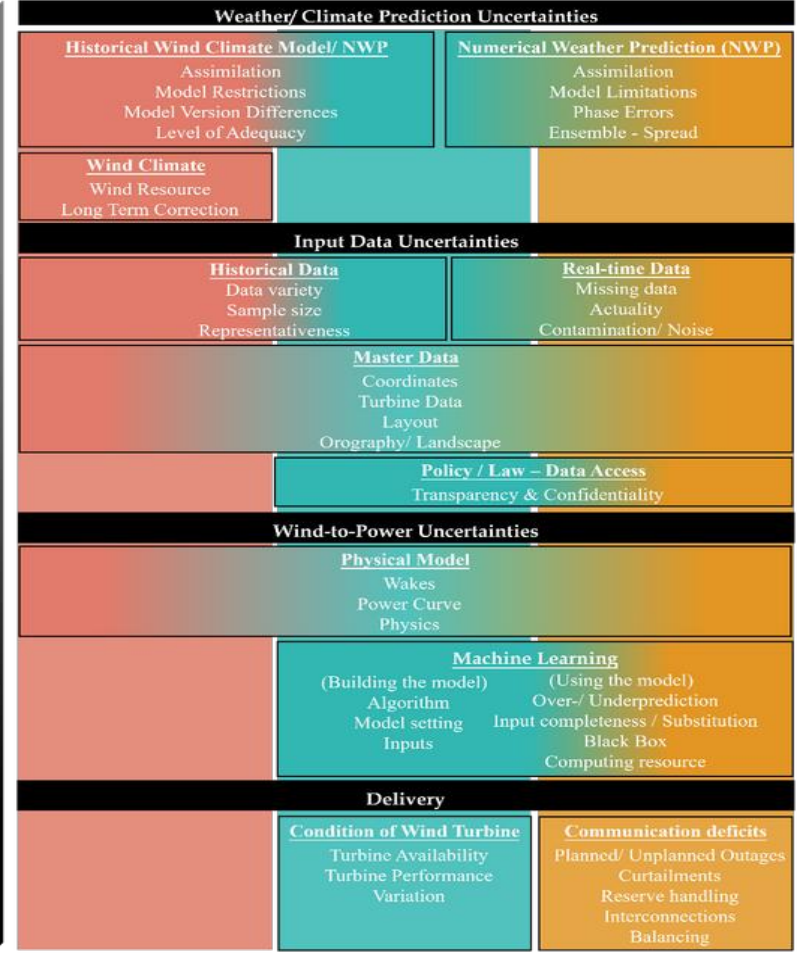 Weather/ Climate Prediction Uncertainties
Historical Wind Climate Model/ NWP
Assimilation
Model Restrictions
Model Version Differences
Level of Adequacy
Numerical Weather Prediction (NWP)
Assimilation
Model Limitations
Phase Errors
Ensemble - Spread
Wind Climate
Wind Resource
Long Term Correction
Input Data Uncertainties
Historical Data
Data variety
Sample size
Representativeness
Real-time Data
Missing data
Actuality
Contamination/ Noise
Master Data
Coordinates
Turbine Data
Layout
Orography/ Landscape
Policy / Law – Data Access
Transparency & Confidentiality
Wind-to-Power Uncertainties
Physical Model
Wakes
Power Curve
Physics
Machine Learning
(Building the model)
Algorithm
Model setting
Inputs
(Using the model)
Over-/ Underprediction
Input completeness / Substitution
Black Box
Computing resource
Delivery
Condition of Wind Turbine
Turbine Availability
Turbine Performance
Variation
Communication deficits
Planned/ Unplanned Outages
Curtailments
Reserve handling
Interconnections
Balancing